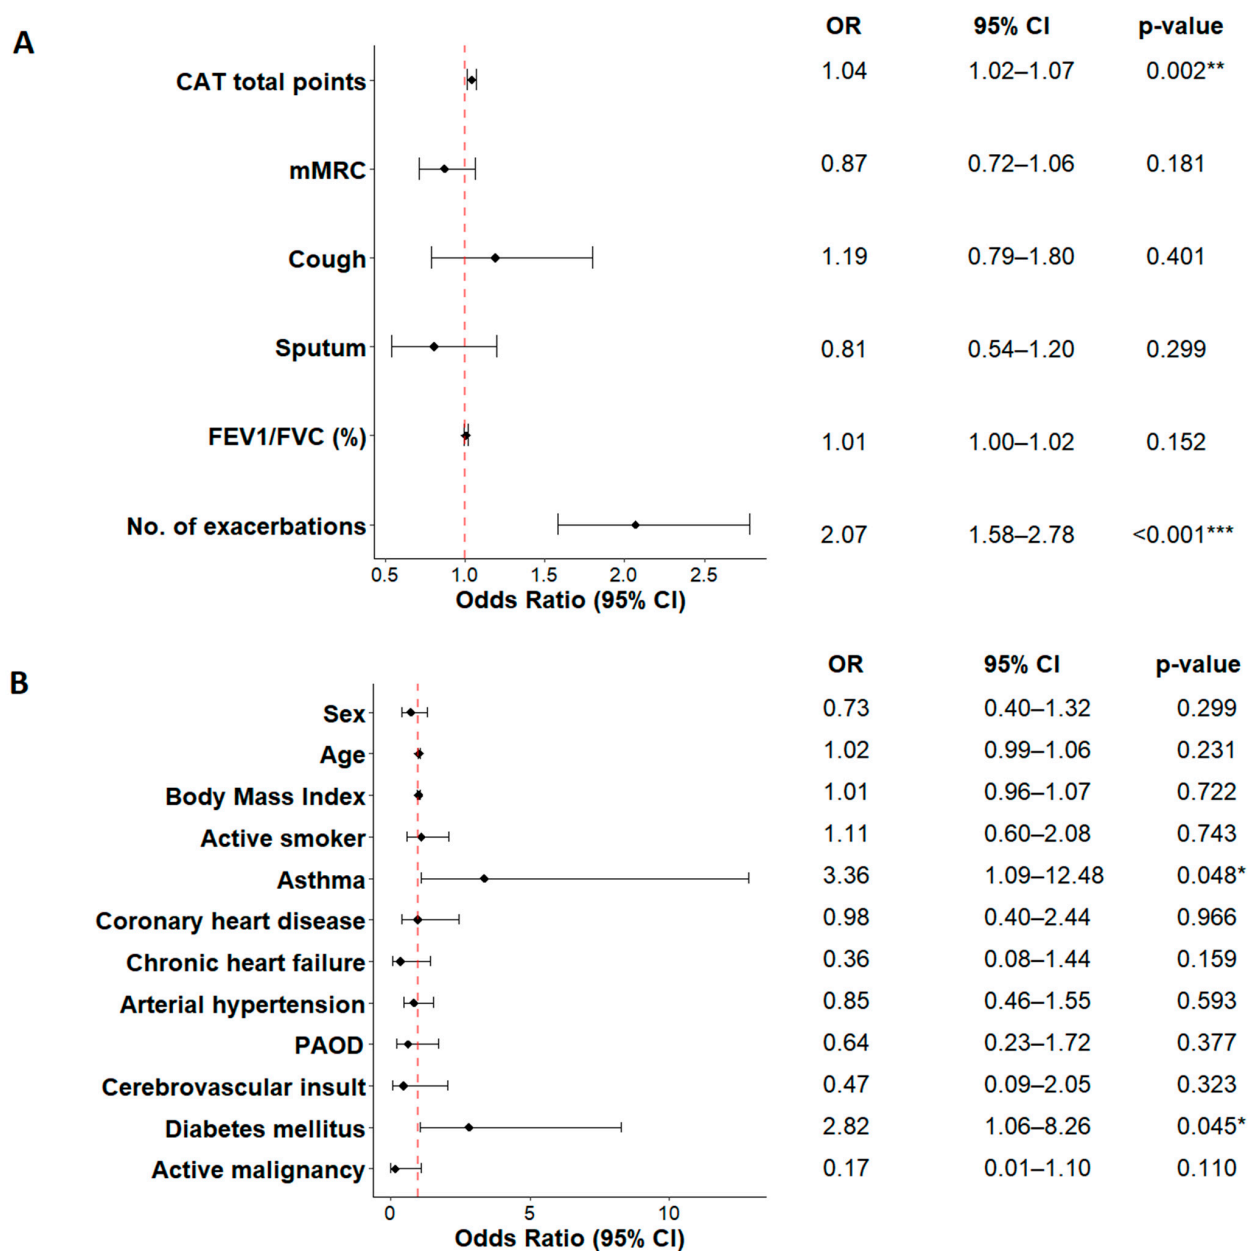 A
OR 95% CI p-value
CAT total points 1.04 1.02–1.07 0.002**
mMRC 0.87 0.72–1.06 0.181
Cough 1.19 0.79–1.80 0.401
Sputum 0.81 0.54–1.20 0.299
FEV1/FVC (%) 1.01 1.00–1.02 0.152
No. of exacerbations 2.07 1.58–2.78 <0.001***
0.5 1.0 1.5 2.0 2.5
Odds Ratio (95% CI)
B
OR 95% CI p-value
Sex 0.73 0.40–1.32 0.299
Age 1.02 0.99–1.06 0.231
Body Mass Index 1.01 0.96–1.07 0.722
Active smoker 1.11 0.60–2.08 0.743
Asthma 3.36 1.09–12.48 0.048*
Coronary heart disease 0.98 0.40–2.44 0.966
Chronic heart failure 0.36 0.08–1.44 0.159
Arterial hypertension 0.85 0.46–1.55 0.593
PAOD 0.64 0.23–1.72 0.377
Cerebrovascular insult 0.47 0.09–2.05 0.323
Diabetes mellitus 2.82 1.06–8.26 0.045*
Active malignancy 0.17 0.01–1.10 0.110
0 5 10
Odds Ratio (95% CI)